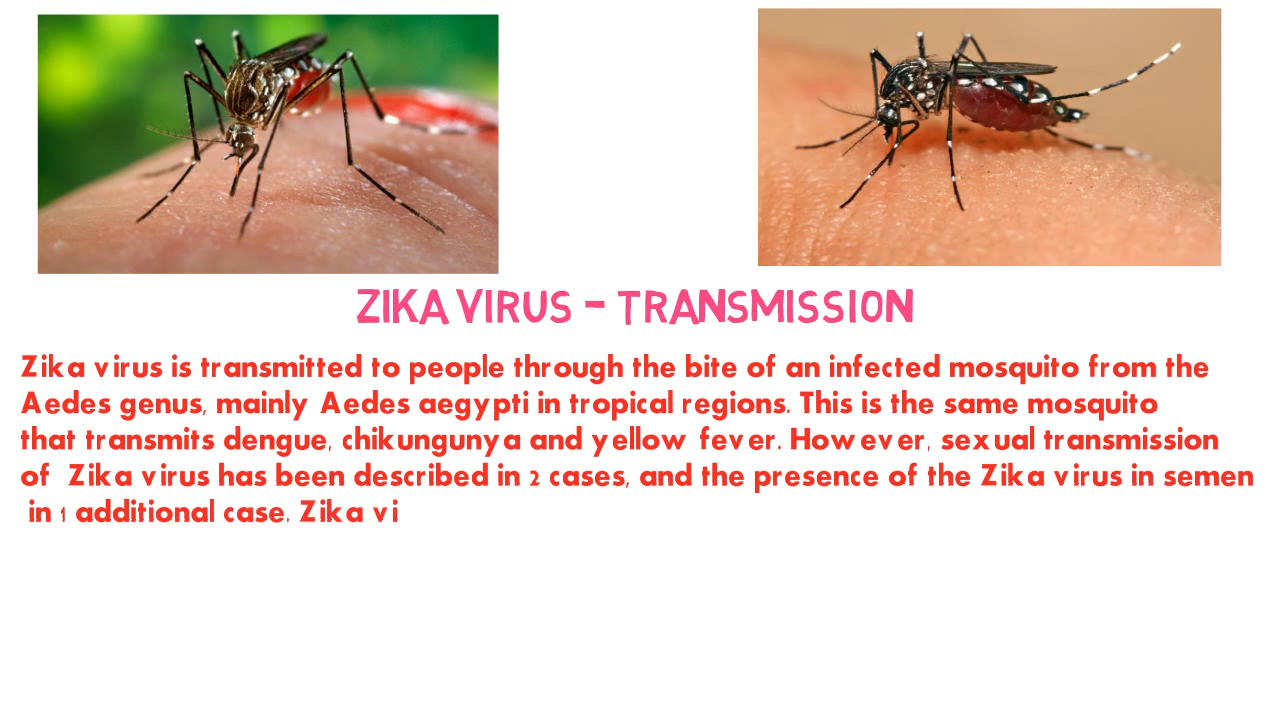 ZIKA VIRUS - TRANSMISSION
Zika virus is transmitted to people through the bite of an infected mosquito from the
Aedes genus, mainly Aedes aegypti in tropical regions. This is the same mosquito
that transmits dengue, chikungunya and yellow fever. However, sexual transmission
of Zika virus has been described in 2 cases, and the presence of the Zika virus in semen
in 1 additional case. Zika vi